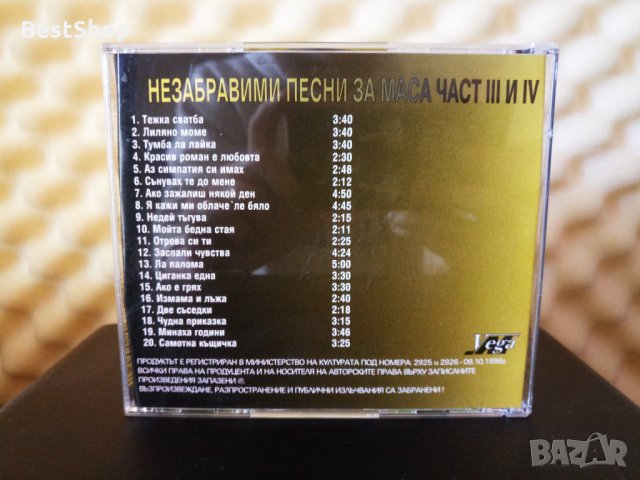 BestShop
НЕЗАБРАВИМИ ПЕСНИ ЗА МАСА ЧАСТ III И IV
1. Тежка сватба 3:40
2. Лиляно моме 3:40
3. Тумба ла лайка 3:40
4. Красив роман е любовта 2:30
5. Аз симпатия си имах 2:48
6. Сънувах те до мене 2:12
7. Ако зажалиш някой ден 4:50
8. Я кажи ми облаче ле бяло 4:45
9. Недей тъгува 2:15
10. Мойта бедна стая 2:11
11. Отрова си ти 2:25
12. Заспали чувства 4:24
13. Ла палома 5:00
14. Циганка една 3:30
15. Ако е грях 3:30
16. Измама и лъжа 2:40
17. Две съседки 2:18
18. Чудна приказка 3:15
19. Минаха години 3:46
20. Самотна къщичка 3:25
Vega
ПРОДУКТЪТ Е РЕГИСТРИРАН В МИНИСТЕРСТВО НА КУЛТУРАТА ПОД НОМЕРА: 2925 и 2926 - 08.10.1998г.
ВСИЧКИ ПРАВА НА ПРОДУЦЕНТА И НА НОСИТЕЛЯ НА АВТОРСКИТЕ ПРАВА ВЪРХУ ЗАПИСАНИТЕ
ПРОИЗВЕДЕНИЯ ЗАПАЗЕНИ ℗.
ВЪЗПРОИЗВЕЖДАНЕ, РАЗПРОСТРАНЕНИЕ И ПУБЛИЧНИ ИЗЛЪЧВАНИЯ СА ЗАБРАНЕНИ !
BAZAR